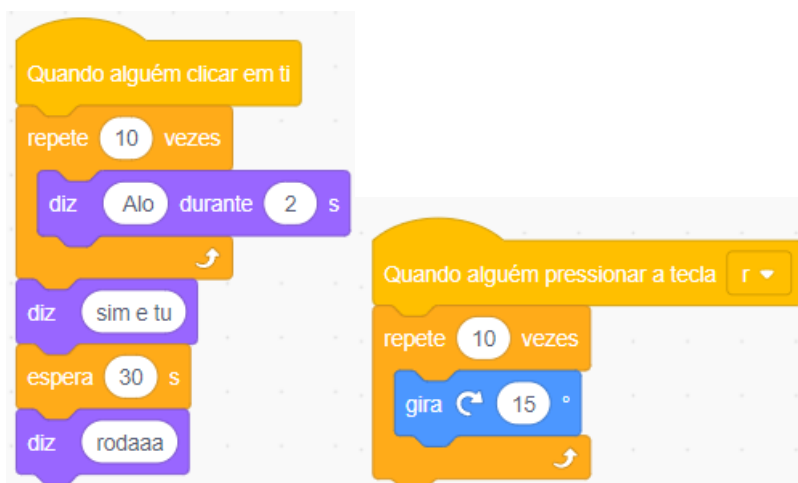 Quando alguém clicar em ti
repete 10 vezes
diz Alo durante 2 s
diz sim e tu
espera 30 s
diz rodaaa
Quando alguém pressionar a tecla r
repete 10 vezes
gira 15 °